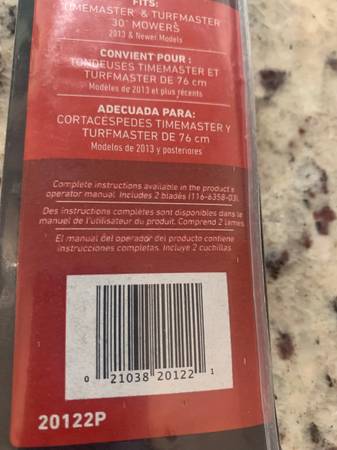 FITS:
TIMEMASTER & TURFMASTER
30" MOWERS
2013 & Newer Models
CONVIENT POUR :
TONDEUSES TIMEMASTER ET
TURFMASTER DE 76 cm
Modèles de 2013 et plus récents
ADECUADA PARA:
CORTACÉSPEDES TIMEMASTER Y
TURFMASTER DE 76 cm
Modelos de 2013 y posteriores
Complete instructions available in the product's
operator manual. Includes 2 blades (116-6358-03).
Des instructions complètes sont disponibles dans le
manuel de l'utilisateur du produit. Comprend 2 lames.
El manual del operador del producto contiene
instrucciones completas. Incluye 2 cuchillas.
0 21038 20122 1
20122P